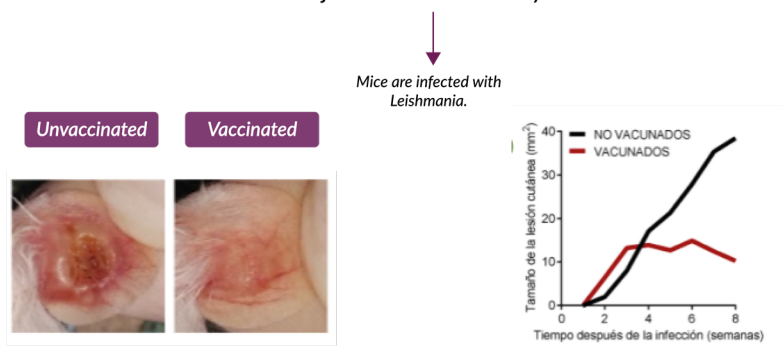 Mice are infected with
Leishmania.
Unvaccinated
Vaccinated
NO VACUNADOS
VACUNADOS
Tamaño de la lesión cutánea (mm²)
40
30
20
10
0
0 2 4 6 8
Tiempo después de la infección (semanas)